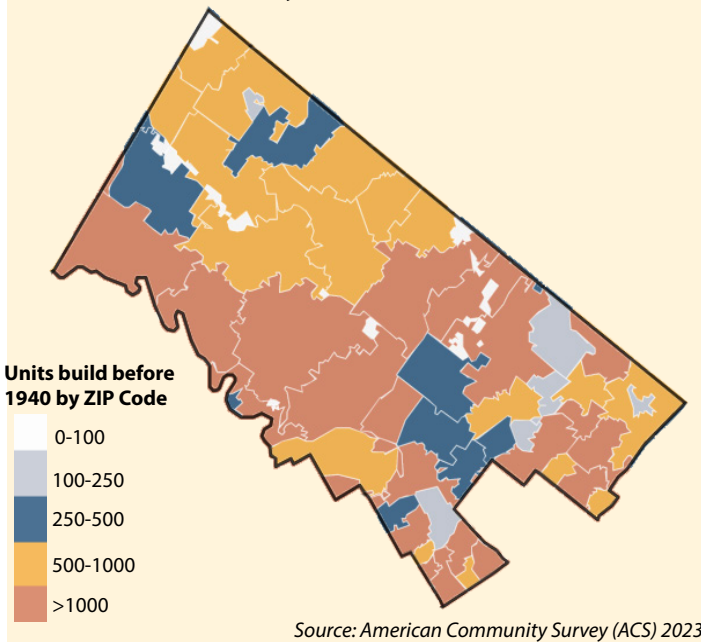 Units build before
1940 by ZIP Code
0-100
100-250
250-500
500-1000
>1000
Source: American Community Survey (ACS) 2023